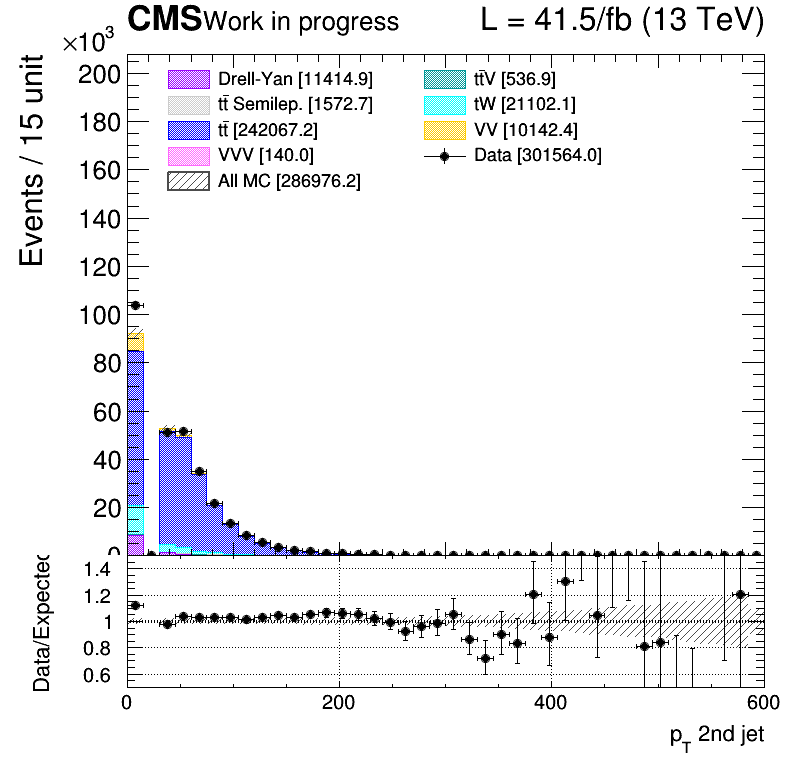 CMS Work in progress L = 41.5/fb (13 TeV)
×10³
Events / 15 unit
200
180
160
140
120
100
80
60
40
20
0
Drell-Yan [11414.9]
tt̄ Semilep. [1572.7]
tt̄ [242067.2]
VVV [140.0]
All MC [286976.2]
tt̄V [536.9]
tW [21102.1]
VV [10142.4]
Data [301564.0]
Data/Expected
1.4
1.2
1
0.8
0.6
0 200 400 600
p_T 2nd jet